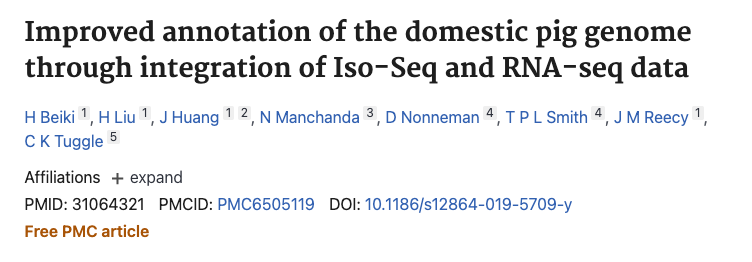 Improved annotation of the domestic pig genome
through integration of Iso-Seq and RNA-seq data
H Beiki 1, H Liu 1, J Huang 1 2, N Manchanda 3, D Nonneman 4, T P L Smith 4, J M Reecy 1,
C K Tuggle 5
Affiliations + expand
PMID: 31064321 PMCID: PMC6505119 DOI: 10.1186/s12864-019-5709-y
Free PMC article